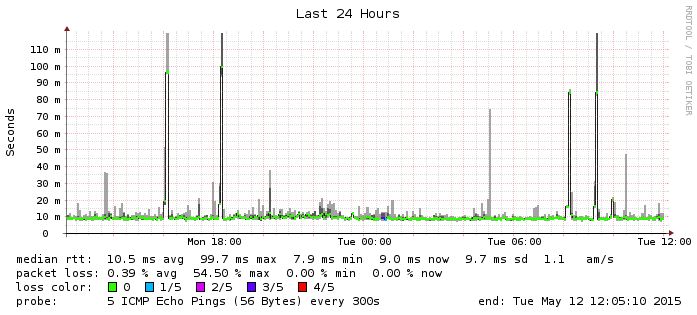 Last 24 Hours
RRDTOOL / TOBI OETIKER
Seconds
110 m
100 m
90 m
80 m
70 m
60 m
50 m
40 m
30 m
20 m
10 m
0
Mon 18:00 Tue 00:00 Tue 06:00 Tue 12:00
median rtt: 10.5 ms avg 99.7 ms max 7.9 ms min 9.0 ms now 9.7 ms sd 1.1 am/s
packet loss: 0.39 % avg 54.50 % max 0.00 % min 0.00 % now
loss color: 0 1/5 2/5 3/5 4/5
probe: 5 ICMP Echo Pings (56 Bytes) every 300s end: Tue May 12 12:05:10 2015